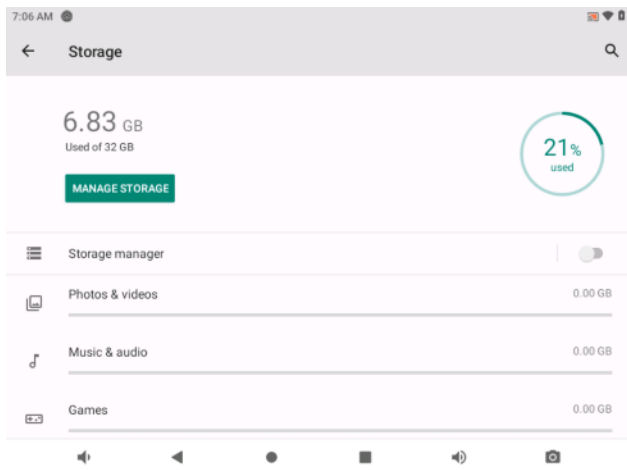 7:06 AM
Storage
6.83 GB
Used of 32 GB
21%
used
MANAGE STORAGE
Storage manager
Photos & videos 0.00 GB
Music & audio 0.00 GB
Games 0.00 GB